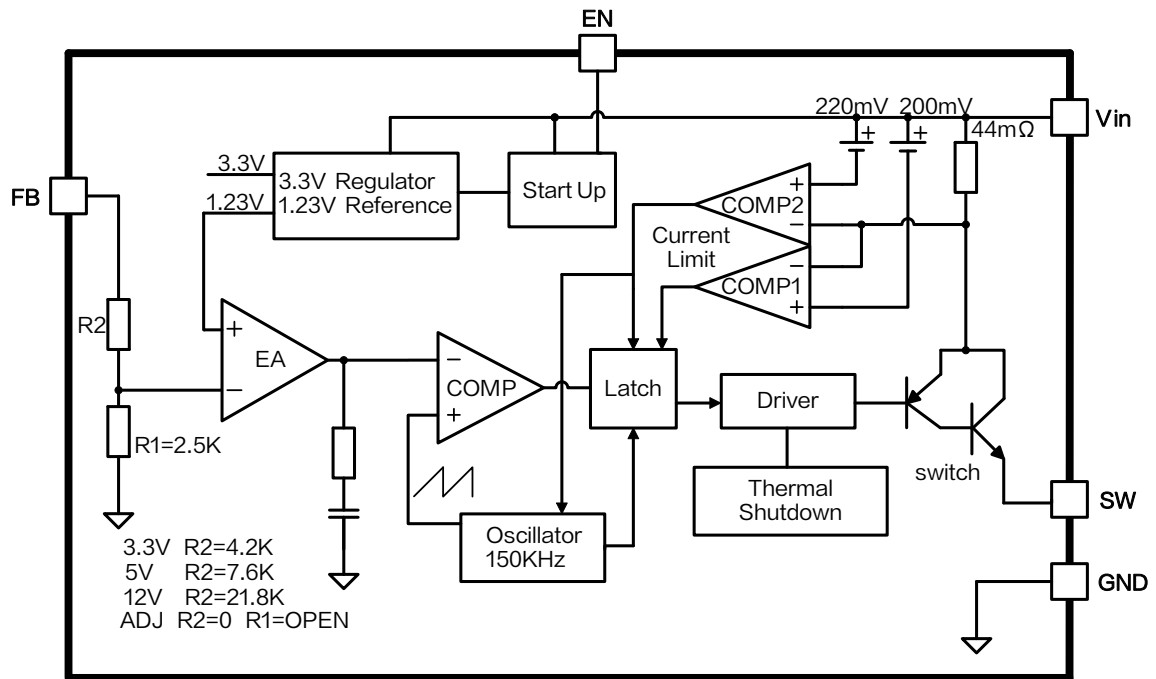 EN
220mV 200mV
44mΩ
Vin
3.3V
3.3V Regulator
1.23V Reference
1.23V
Start Up
FB
+
+
COMP2
−
Current
Limit
−
COMP1
+
R2
+
EA
−
−
COMP
+
Latch
Driver
R1=2.5K
switch
Thermal
Shutdown
SW
Oscillator
150KHz
3.3V R2=4.2K
5V R2=7.6K
12V R2=21.8K
ADJ R2=0 R1=OPEN
GND